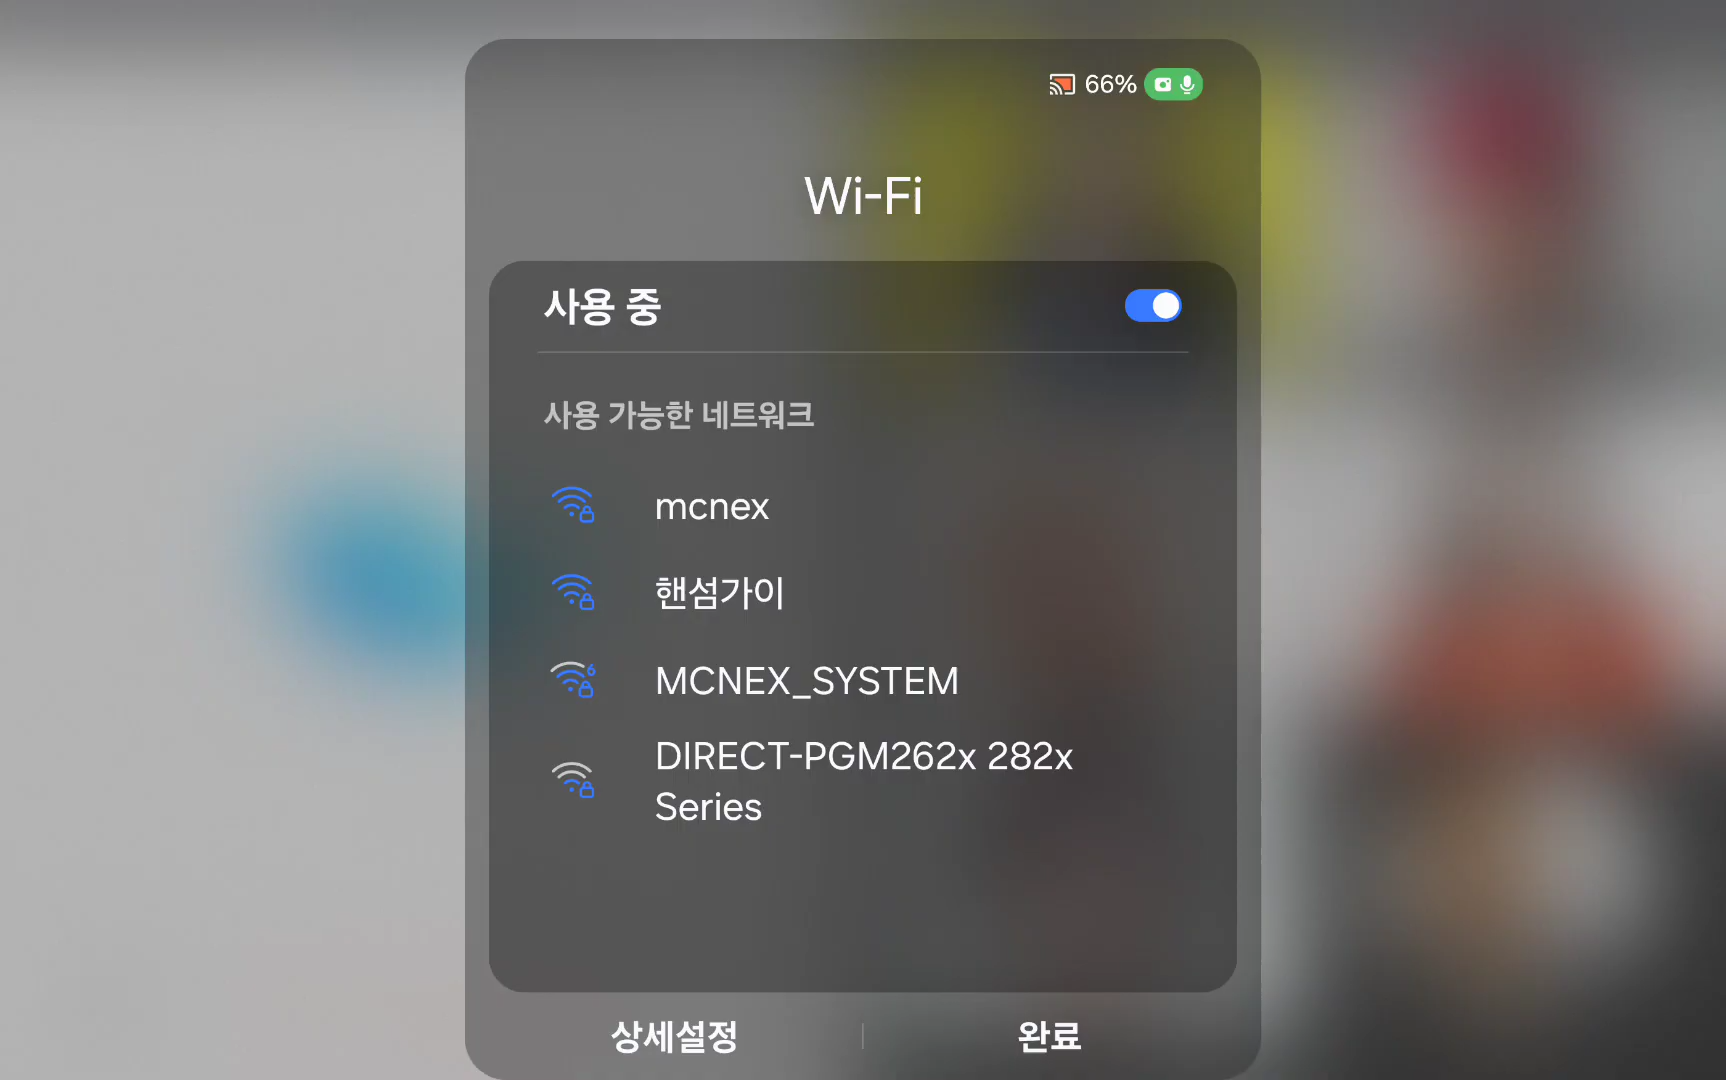 66%
Wi-Fi
사용 중
사용 가능한 네트워크
mcnex
핸섬가이
MCNEX_SYSTEM
DIRECT-PGM262x 282x
Series
상세설정
완료